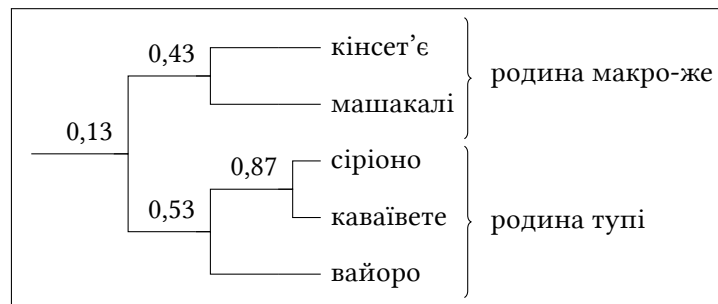 0,43
кінсет’є
родина макро-же
машакалі
0,13
0,87
сіріоно
0,53
каваївете
родина тупі
вайоро